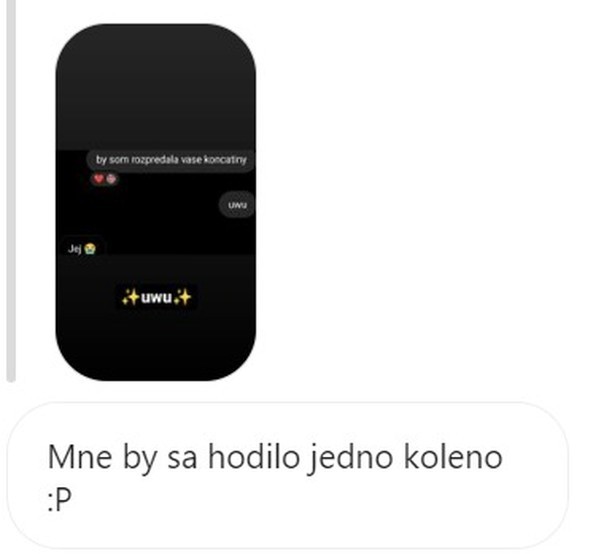 by som rozpredala vase koncatiny
uwu
Jej 😭
✨uwu✨
Mne by sa hodilo jedno koleno
:P